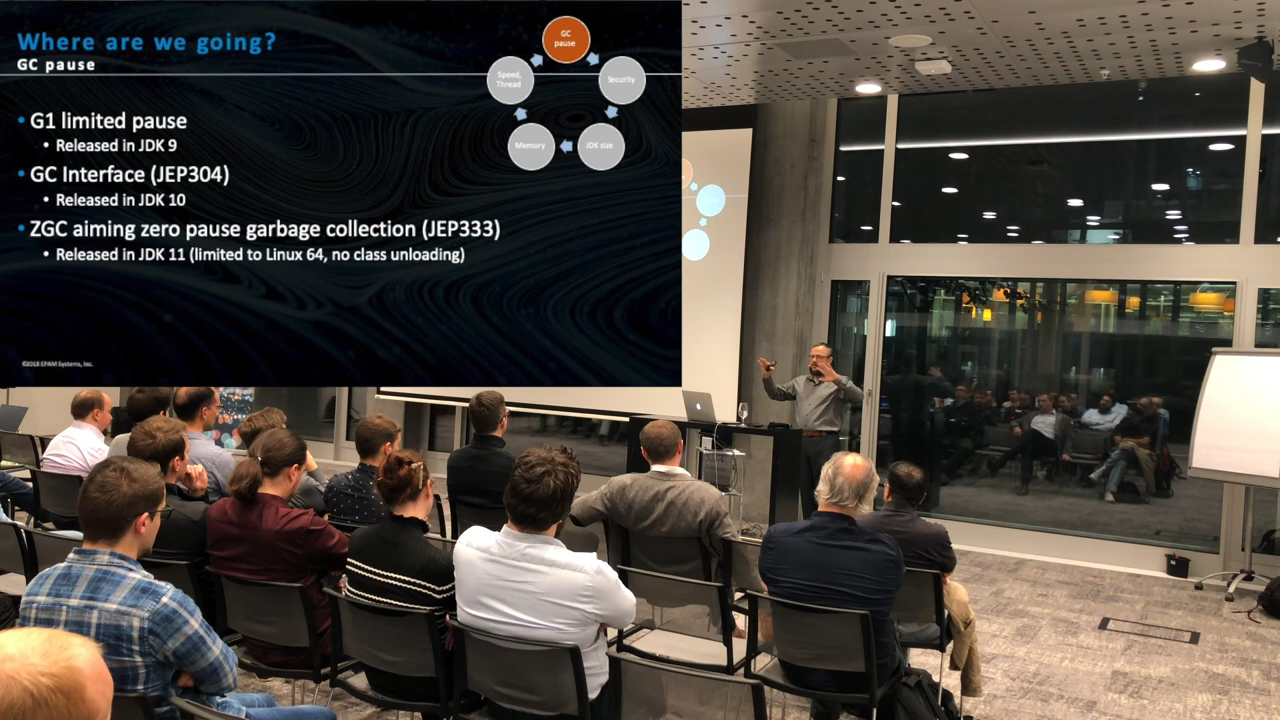 Where are we going?
GC pause
GC
pause
Speed,
Thread
Security
Memory
JDK size
• G1 limited pause
• Released in JDK 9
• GC Interface (JEP304)
• Released in JDK 10
• ZGC aiming zero pause garbage collection (JEP333)
• Released in JDK 11 (limited to Linux 64, no class unloading)
©2018 EPAM Systems, Inc.